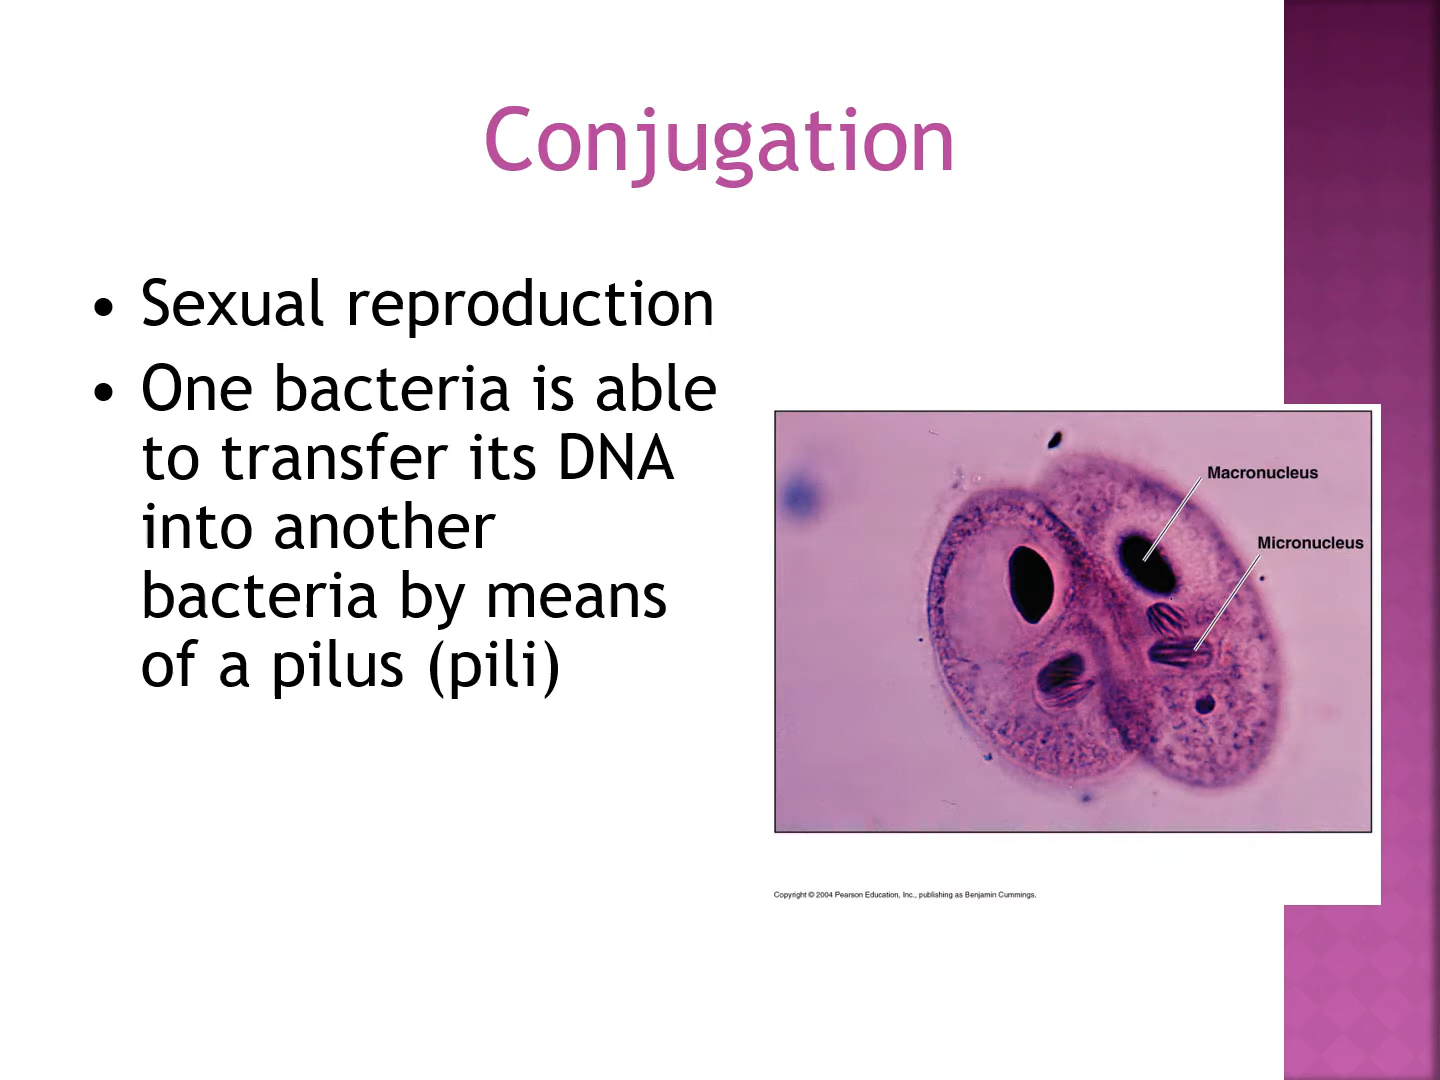 Conjugation
• Sexual reproduction
• One bacteria is able
to transfer its DNA
into another
bacteria by means
of a pilus (pili)
Macronucleus
Micronucleus
Copyright © 2004 Pearson Education, Inc., publishing as Benjamin Cummings.